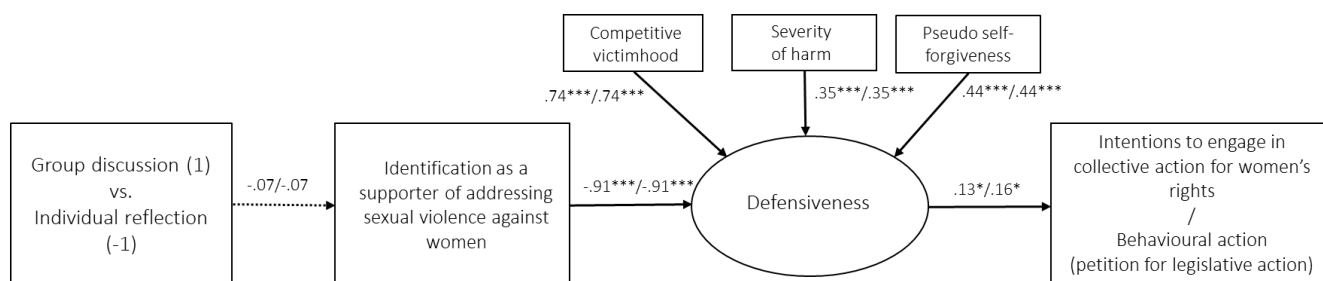 Competitive
victimhood
Severity
of harm
Pseudo self-
forgiveness
.74***/.74***
.35***/.35***
.44***/.44***
Group discussion (1)
vs.
Individual reflection
(-1)
-.07/-.07
Identification as a
supporter of addressing
sexual violence against
women
-.91***/-.91***
Defensiveness
.13*/.16*
Intentions to engage in
collective action for women's
rights
/
Behavioural action
(petition for legislative action)